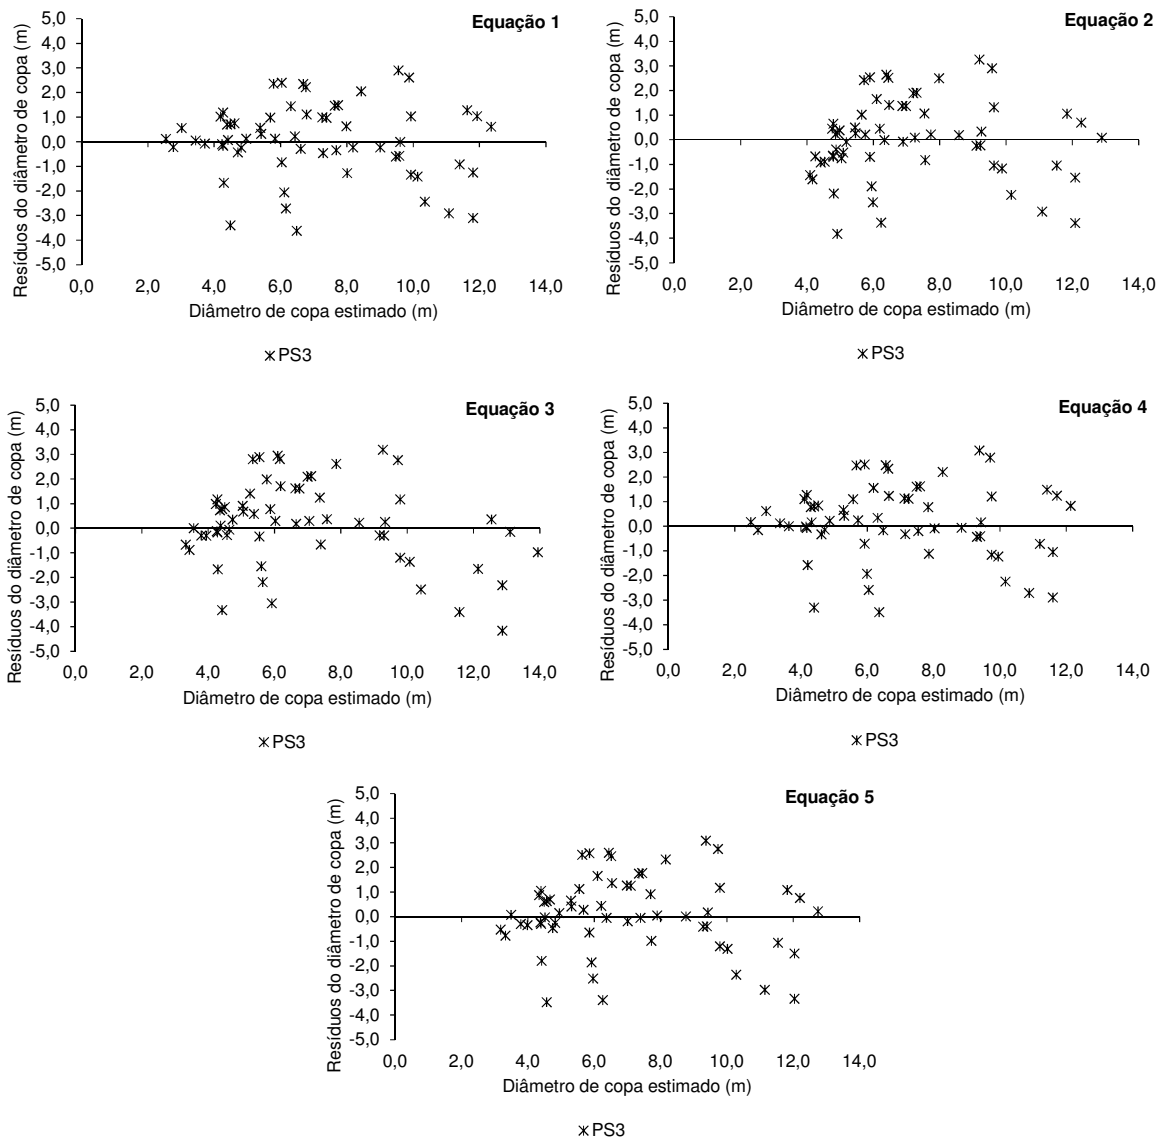 Equação 1
Resíduos do diâmetro de copa (m)
5,0
4,0
3,0
2,0
1,0
0,0
-1,0
-2,0
-3,0
-4,0
-5,0
0,0 2,0 4,0 6,0 8,0 10,0 12,0 14,0
Diâmetro de copa estimado (m)
PS3
Equação 2
Resíduos do diâmetro de copa (m)
5,0
4,0
3,0
2,0
1,0
0,0
-1,0
-2,0
-3,0
-4,0
-5,0
0,0 2,0 4,0 6,0 8,0 10,0 12,0 14,0
Diâmetro de copa estimado (m)
PS3
Equação 3
Resíduos do diâmetro de copa (m)
5,0
4,0
3,0
2,0
1,0
0,0
-1,0
-2,0
-3,0
-4,0
-5,0
0,0 2,0 4,0 6,0 8,0 10,0 12,0 14,0
Diâmetro de copa estimado (m)
PS3
Equação 4
Resíduos do diâmetro de copa (m)
5,0
4,0
3,0
2,0
1,0
0,0
-1,0
-2,0
-3,0
-4,0
-5,0
0,0 2,0 4,0 6,0 8,0 10,0 12,0 14,0
Diâmetro de copa estimado (m)
PS3
Equação 5
Resíduos do diâmetro de copa (m)
5,0
4,0
3,0
2,0
1,0
0,0
-1,0
-2,0
-3,0
-4,0
-5,0
0,0 2,0 4,0 6,0 8,0 10,0 12,0 14,0
Diâmetro de copa estimado (m)
PS3